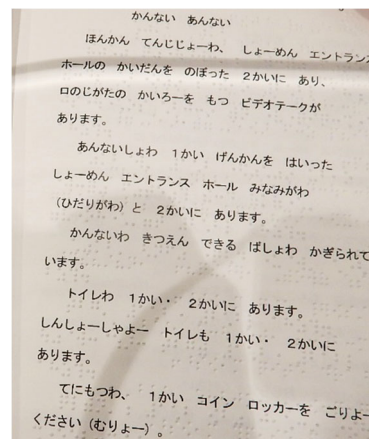 かんない　あんない
ほんかん　てんじじょーわ、　しょーめん　エントランス
ホールの　かいだんを　のぼった　２かいに　あり、
ロのじがたの　かいろーを　もつ　ビデオテークが
あります。
あんないしょわ　１かい　げんかんを　はいった
しょーめん　エントランス　ホール　みなみがわ
（ひだりがわ）と　２かいに　あります。
かんないわ　きつえん　できる　ばしょわ　かぎられて
います。
トイレわ　１かい・　２かいに　あります。
しんしょーしゃよー　トイレも　１かい・　２かいに
あります。
てにもつわ、　１かい　コイン　ロッカーを　ごりよー
ください（むりょー）。